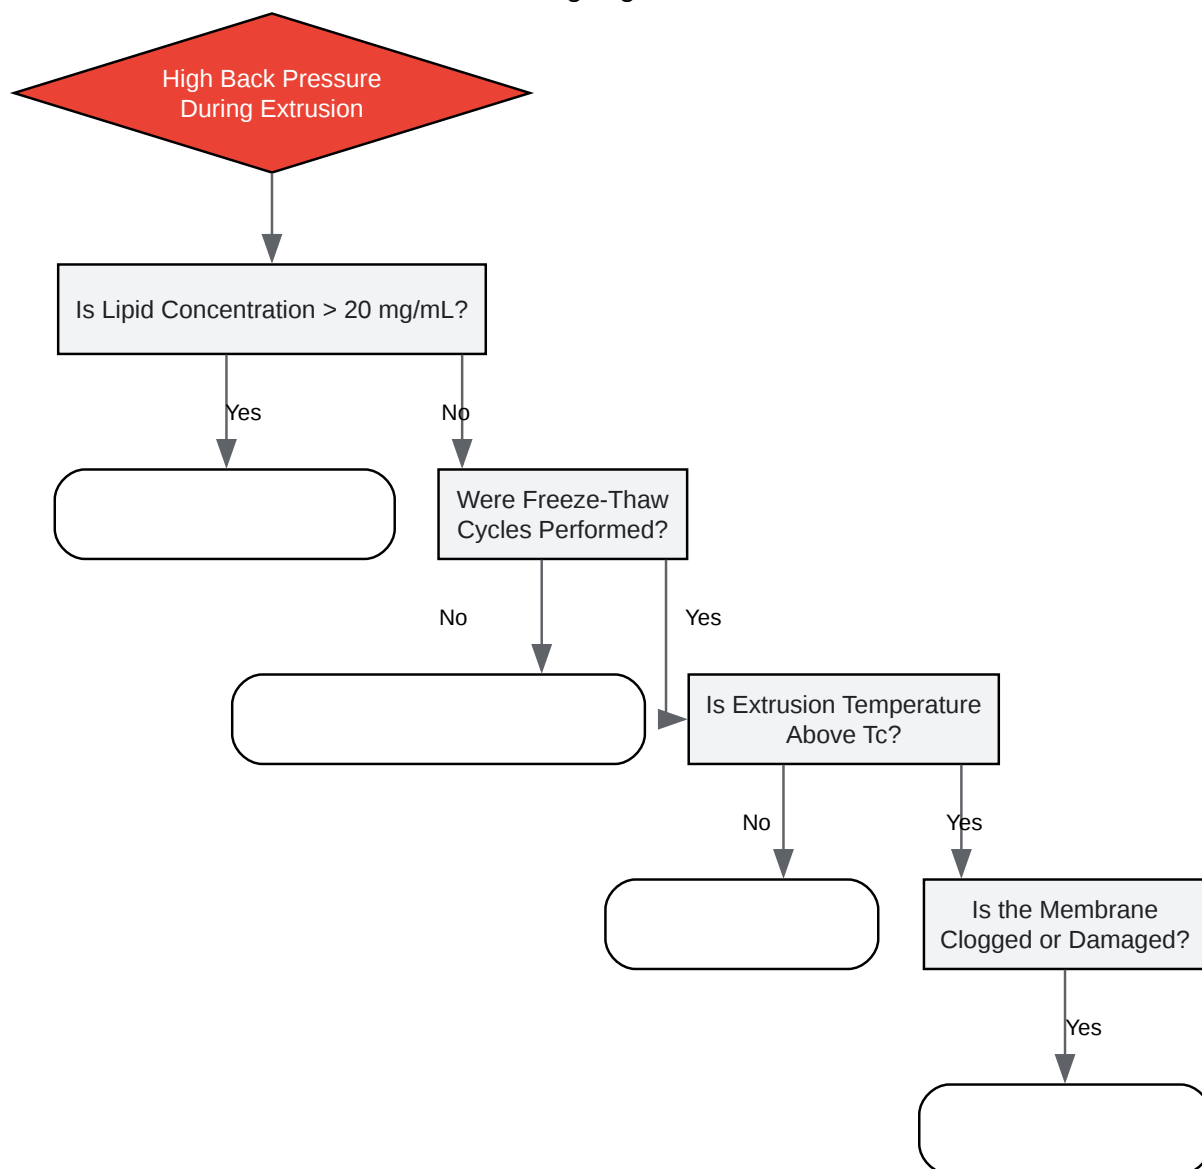 High Back Pressure
During Extrusion
Is Lipid Concentration > 20 mg/mL?
Yes
No
Were Freeze-Thaw
Cycles Performed?
No
Yes
Is Extrusion Temperature
Above Tc?
No
Yes
Is the Membrane
Clogged or Damaged?
Yes